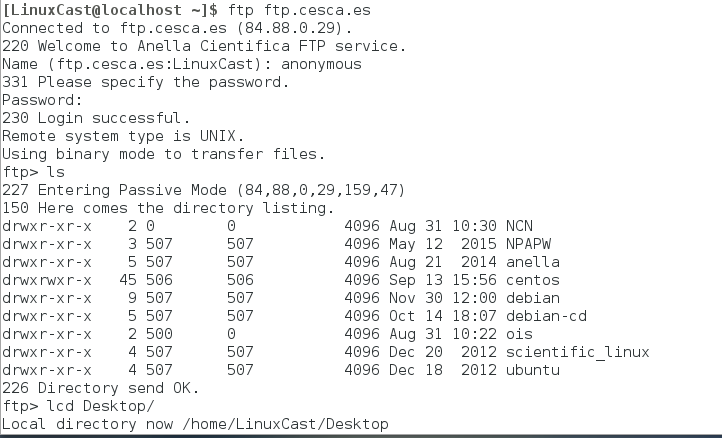 [LinuxCast@localhost ~]$ ftp ftp.cesca.es
Connected to ftp.cesca.es (84.88.0.29).
220 Welcome to Anella Cientifica FTP service.
Name (ftp.cesca.es:LinuxCast): anonymous
331 Please specify the password.
Password:
230 Login successful.
Remote system type is UNIX.
Using binary mode to transfer files.
ftp> ls
227 Entering Passive Mode (84,88,0,29,159,47)
150 Here comes the directory listing.
drwxr-xr-x    2 0        0            4096 Aug 31 10:30 NCN
drwxr-xr-x    3 507      507          4096 May 12  2015 NPAPW
drwxr-xr-x    5 507      507          4096 Aug 21  2014 anella
drwxrwxr-x   45 506      506          4096 Sep 13 15:56 centos
drwxr-xr-x    9 507      507          4096 Nov 30 12:00 debian
drwxr-xr-x    5 507      507          4096 Oct 14 18:07 debian-cd
drwxr-xr-x    2 500      0            4096 Aug 31 10:22 ois
drwxr-xr-x    4 507      507          4096 Dec 20  2012 scientific_linux
drwxr-xr-x    4 507      507          4096 Dec 18  2012 ubuntu
226 Directory send OK.
ftp> lcd Desktop/
Local directory now /home/LinuxCast/Desktop